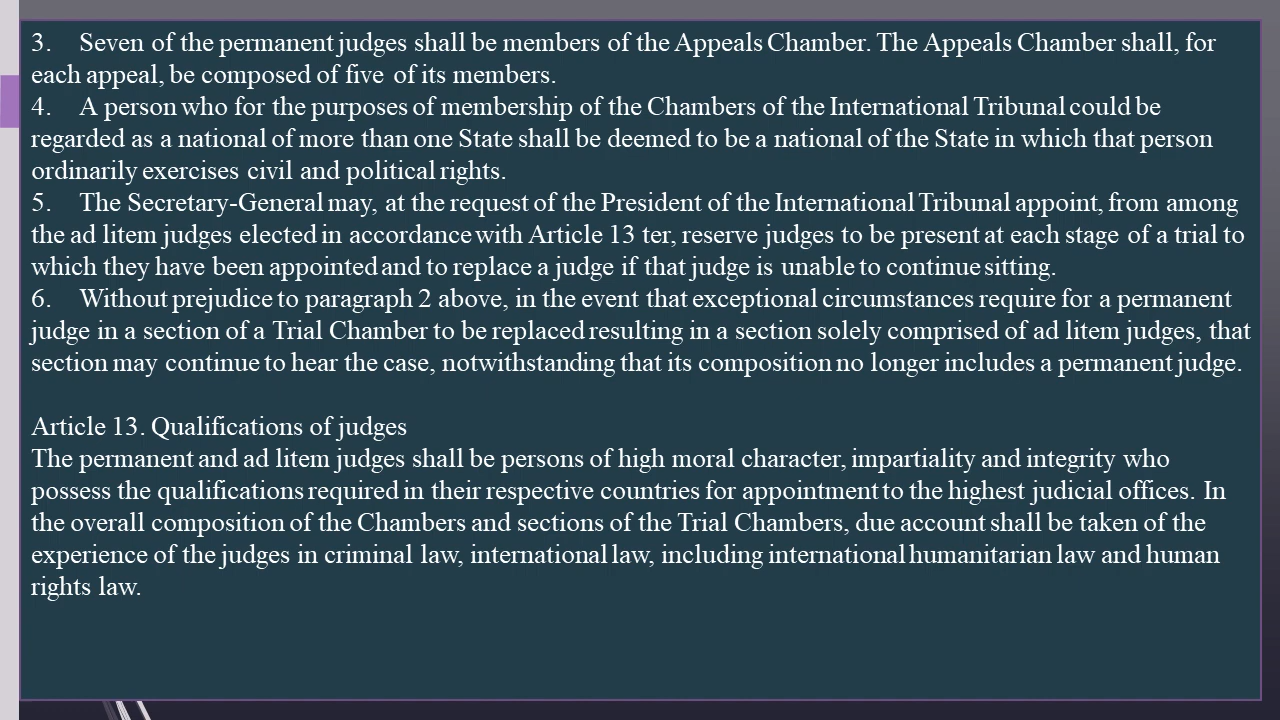 3. Seven of the permanent judges shall be members of the Appeals Chamber. The Appeals Chamber shall, for
each appeal, be composed of five of its members.
4. A person who for the purposes of membership of the Chambers of the International Tribunal could be
regarded as a national of more than one State shall be deemed to be a national of the State in which that person
ordinarily exercises civil and political rights.
5. The Secretary-General may, at the request of the President of the International Tribunal appoint, from among
the ad litem judges elected in accordance with Article 13 ter, reserve judges to be present at each stage of a trial to
which they have been appointed and to replace a judge if that judge is unable to continue sitting.
6. Without prejudice to paragraph 2 above, in the event that exceptional circumstances require for a permanent
judge in a section of a Trial Chamber to be replaced resulting in a section solely comprised of ad litem judges, that
section may continue to hear the case, notwithstanding that its composition no longer includes a permanent judge.
Article 13. Qualifications of judges
The permanent and ad litem judges shall be persons of high moral character, impartiality and integrity who
possess the qualifications required in their respective countries for appointment to the highest judicial offices. In
the overall composition of the Chambers and sections of the Trial Chambers, due account shall be taken of the
experience of the judges in criminal law, international law, including international humanitarian law and human
rights law.